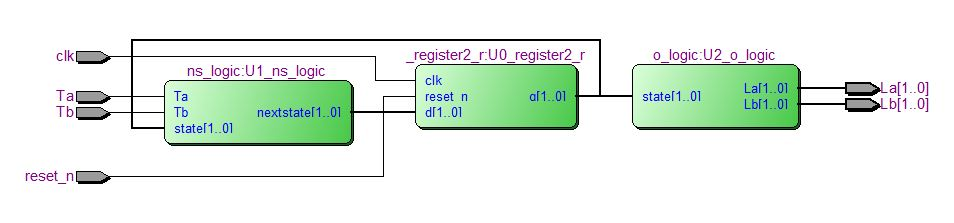 clk
_register2_r:U0_register2_r
o_logic:U2_o_logic
ns_logic:U1_ns_logic
clk
Ta
Ta
reset_n
q[1..0]
state[1..0]
La[1..0]
La[1..0]
Tb
Tb
nextstate[1..0]
d[1..0]
Lb[1..0]
Lb[1..0]
state[1..0]
reset_n